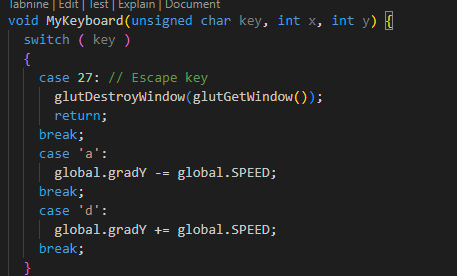 Tabnine | Edit | Test | Explain | Document
void MyKeyboard(unsigned char key, int x, int y) {
  switch ( key )
  {
    case 27: // Escape key
      glutDestroyWindow(glutGetWindow());
      return;
    break;
    case 'a':
      global.gradY -= global.SPEED;
    break;
    case 'd':
      global.gradY += global.SPEED;
    break;
  }